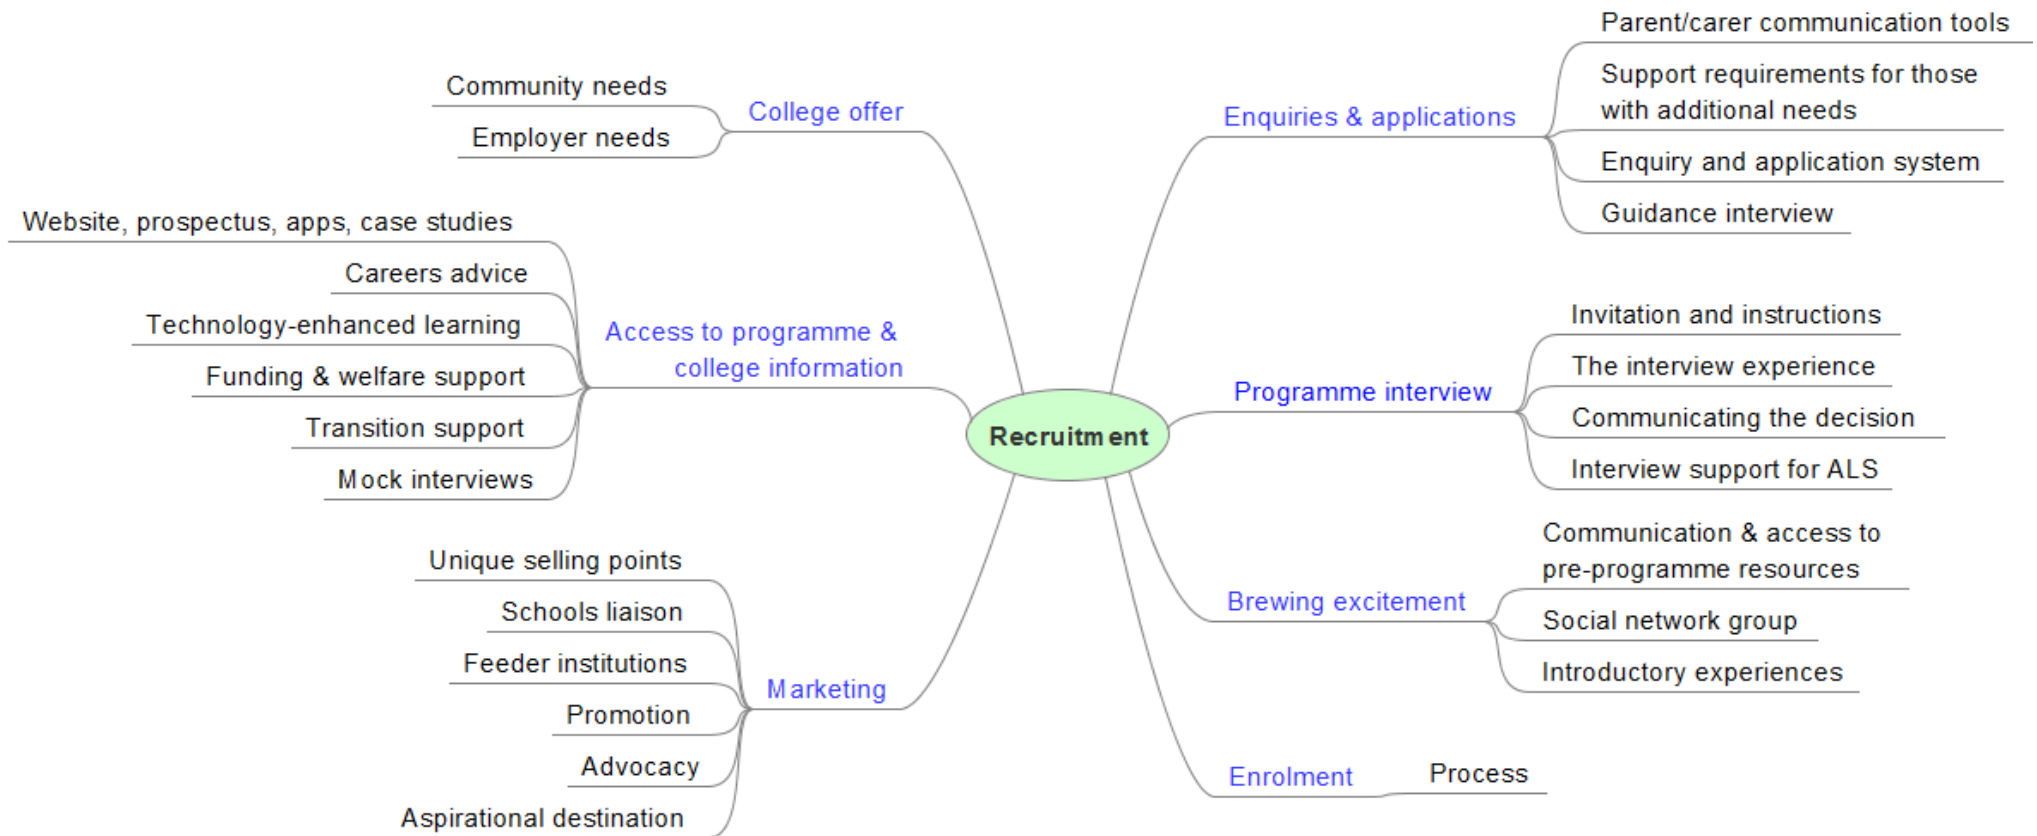 Recruitment
College offer
Community needs
Employer needs
Access to programme &
college information
Website, prospectus, apps, case studies
Careers advice
Technology-enhanced learning
Funding & welfare support
Transition support
Mock interviews
Marketing
Unique selling points
Schools liaison
Feeder institutions
Promotion
Advocacy
Aspirational destination
Enquiries & applications
Parent/carer communication tools
Support requirements for those
with additional needs
Enquiry and application system
Guidance interview
Programme interview
Invitation and instructions
The interview experience
Communicating the decision
Interview support for ALS
Brewing excitement
Communication & access to
pre-programme resources
Social network group
Introductory experiences
Enrolment
Process